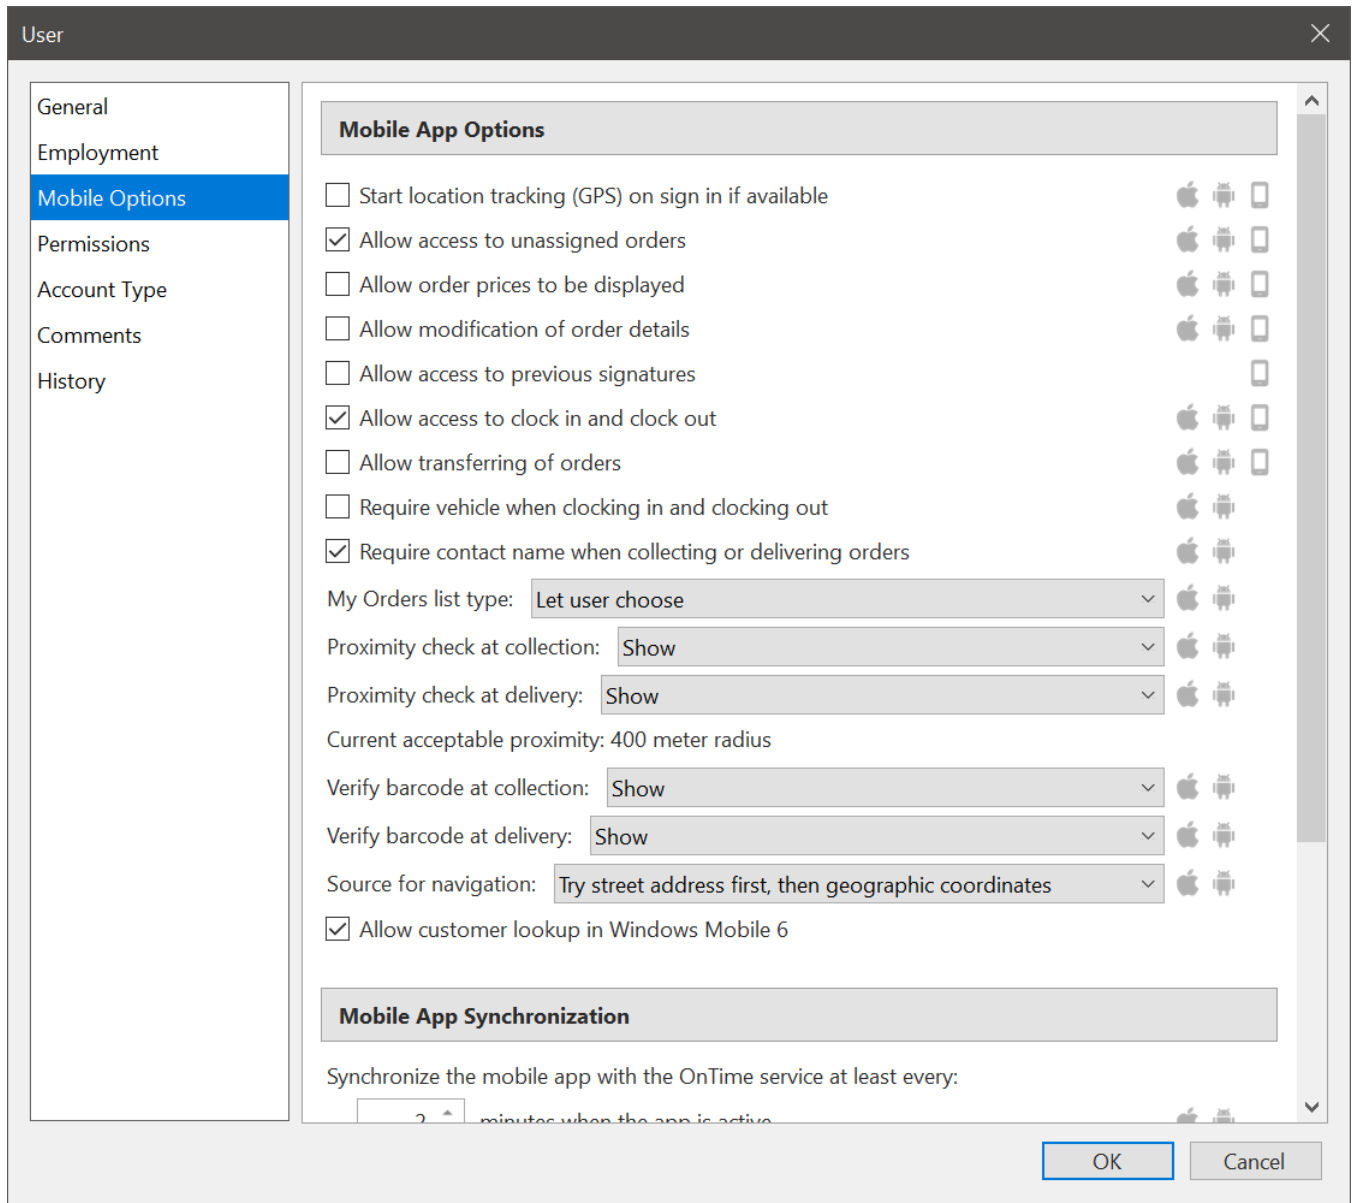 User
General
Employment
Mobile Options
Permissions
Account Type
Comments
History
Mobile App Options
Start location tracking (GPS) on sign in if available
Allow access to unassigned orders
Allow order prices to be displayed
Allow modification of order details
Allow access to previous signatures
Allow access to clock in and clock out
Allow transferring of orders
Require vehicle when clocking in and clocking out
Require contact name when collecting or delivering orders
My Orders list type: Let user choose
Proximity check at collection: Show
Proximity check at delivery: Show
Current acceptable proximity: 400 meter radius
Verify barcode at collection: Show
Verify barcode at delivery: Show
Source for navigation: Try street address first, then geographic coordinates
Allow customer lookup in Windows Mobile 6
Mobile App Synchronization
Synchronize the mobile app with the OnTime service at least every:
2 minutes when the app is active
OK Cancel